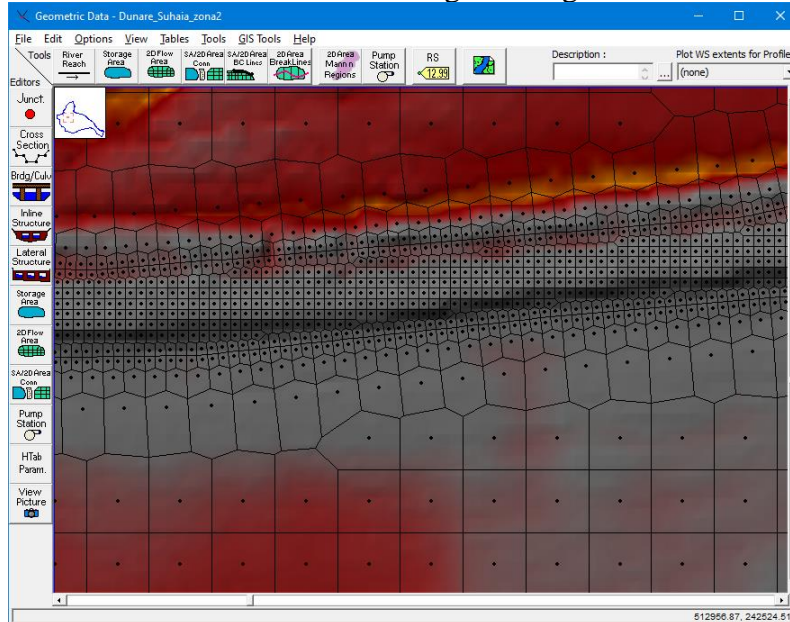 Geometric Data - Dunare_Suhaia_zona2
File Edit Options View Tables Tools GIS Tools Help
Tools
Editors
River Reach
Storage Area
2D Flow Area
SA/2D Area Conn
SA/2D Area BC Lines
2D Area BreakLines
2D Area Mann n Regions
Pump Station
RS
12.99
Description :
...
Plot WS extents for Profile
(none)
Junct.
Cross Section
Brdg/Culv
Inline Structure
Lateral Structure
Storage Area
2D Flow Area
SA/2D Area Conn
Pump Station
HTab Param.
View Picture
512956.87, 242524.51